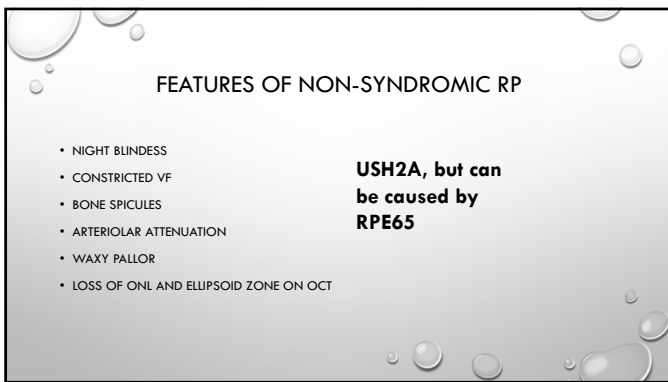 FEATURES OF NON-SYNDROMIC RP
• NIGHT BLINDESS
• CONSTRICTED VF
• BONE SPICULES
• ARTERIOLAR ATTENUATION
• WAXY PALLOR
• LOSS OF ONL AND ELLIPSOID ZONE ON OCT
USH2A, but can
be caused by
RPE65